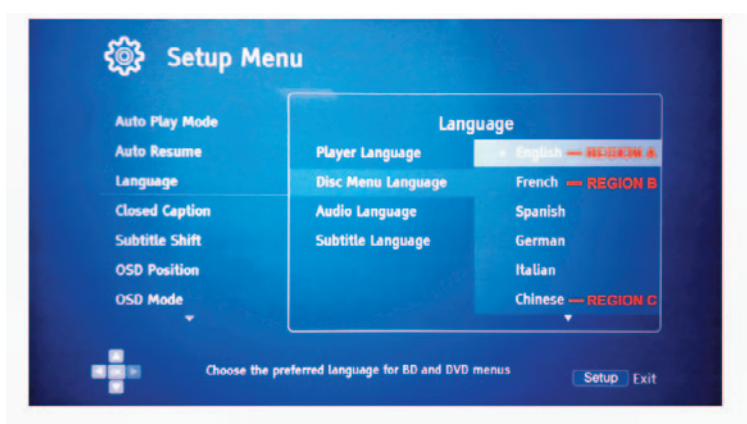 Setup Menu
Auto Play Mode
Auto Resume
Language
Closed Caption
Subtitle Shift
OSD Position
OSD Mode
Language
Player Language
Disc Menu Language
Audio Language
Subtitle Language
English — REGION A
French — REGION B
Spanish
German
Italian
Chinese — REGION C
Choose the preferred language for BD and DVD menus
Setup Exit